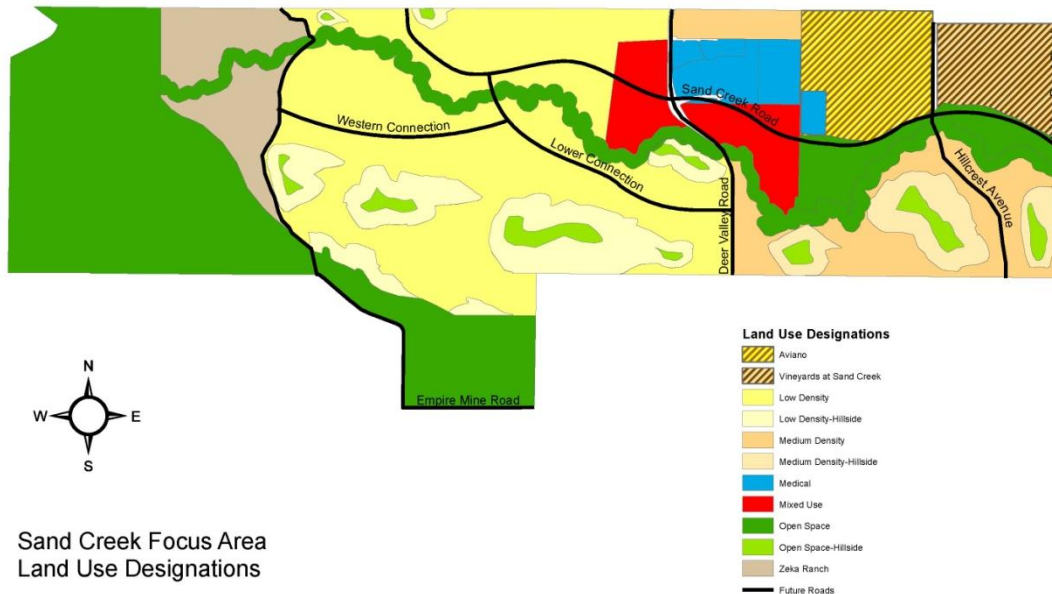 Sand Creek Road
Western Connection
Lower Connection
Hillcrest Avenue
Deer Valley Road
Empire Mine Road
N
W
E
S
Land Use Designations
Aviano
Vineyards at Sand Creek
Low Density
Low Density-Hillside
Medium Density
Medium Density-Hillside
Medical
Mixed Use
Open Space
Open Space-Hillside
Zeka Ranch
Future Roads
Sand Creek Focus Area
Land Use Designations